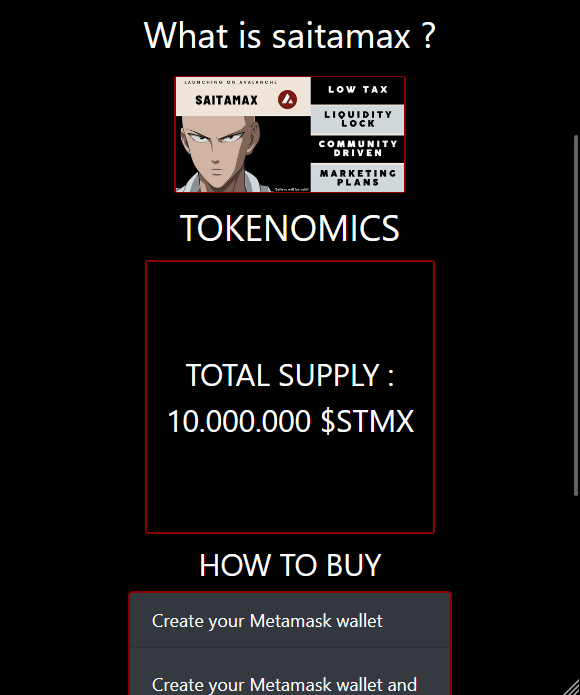 What is saitamax ?
LAUNCHING ON AVALANCHE
SAITAMAX
LOW TAX
LIQUIDITY
LOCK
COMMUNITY
DRIVEN
MARKETING
PLANS
TOKENOMICS
TOTAL SUPPLY :
10.000.000 $STMX
HOW TO BUY
Create your Metamask wallet
Create your Metamask wallet and